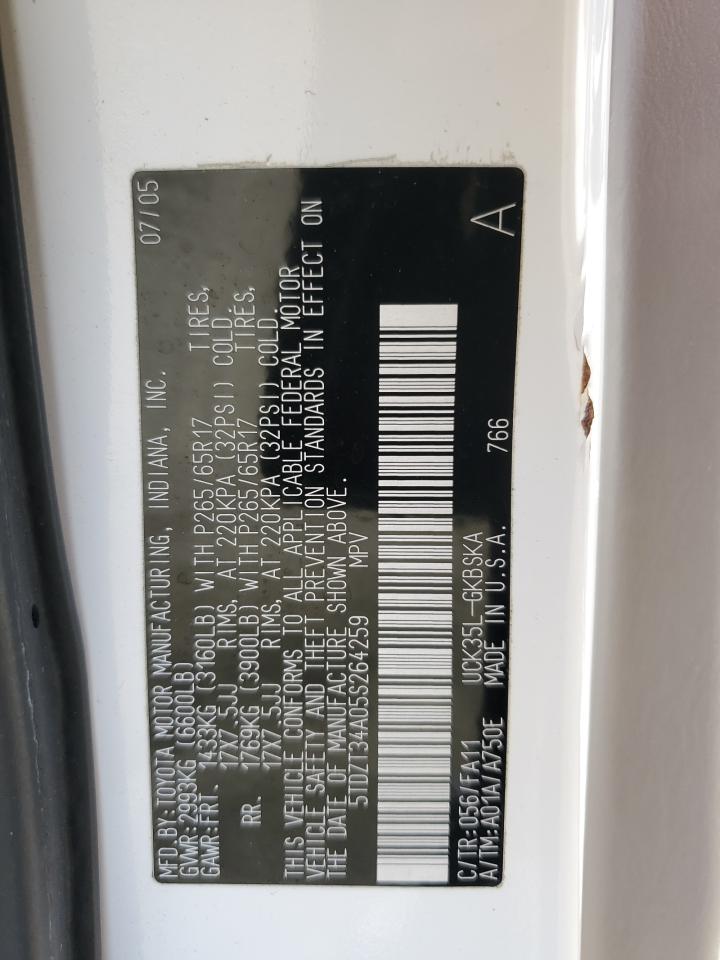 MFD.BY:TOYOTA MOTOR MANUFACTURING, INDIANA, INC. 07/05
GVWR:2993KG (6600LB)
GAWR:FRT. 1433KG (3160LB) WITH P265/65R17 TIRES,
17X7.5JJ RIMS, AT 220KPA (32PSI) COLD.
RR. 1769KG (3900LB) WITH P265/65R17 TIRES,
17X7.5JJ RIMS, AT 220KPA (32PSI) COLD.
THIS VEHICLE CONFORMS TO ALL APPLICABLE FEDERAL MOTOR
VEHICLE SAFETY AND THEFT PREVENTION STANDARDS IN EFFECT ON
THE DATE OF MANUFACTURE SHOWN ABOVE.
5TDZT34A05S264259 MPV
C/TR:056/FA11 UCK35L-GKBSKA
A/TM:A01A/A750E MADE IN U.S.A. 766 A